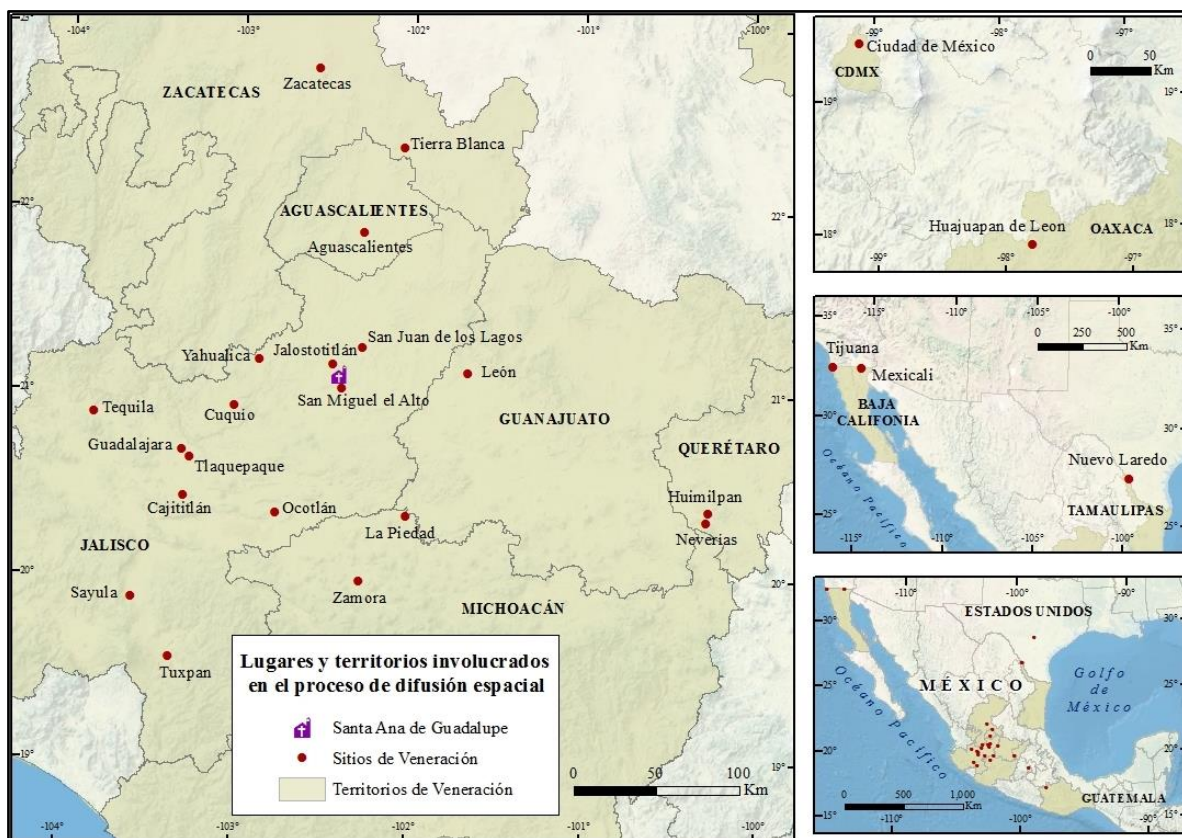 -104°
-103°
-102°
-101°
-100°
23°
23°
ZACATECAS
Zacatecas
Tierra Blanca
22°
22°
AGUASCALIENTES
Aguascalientes
San Juan de los Lagos
Jalostotitlán
Yahualica
León
21°
21°
San Miguel el Alto
Tequila
Cuquio
GUANAJUATO
Guadalajara
Tlaquepaque
QUERÉTARO
Cajititlán
Ocotlán
Huimilpan
La Piedad
Neverias
JALISCO
20°
20°
Sayula
Zamora
MICHOACÁN
Tuxpan
Lugares y territorios involucrados
en el proceso de difusión espacial
Santa Ana de Guadalupe
Sitios de Veneración
Territorios de Veneración
19°
19°
0 50 100
Km
-104°
-103°
-102°
-101°
-100°
-99°
-98°
-97°
Ciudad de México
CDMX
0 50
Km
19°
19°
Huajuapan de Leon
OAXACA
18°
18°
-99°
-98°
-97°
-115°
-110°
-105°
-100°
35°
35°
0 250 500
Km
Tijuana
Mexicali
BAJA
CALIFONIA
30°
30°
Nuevo Laredo
Océano Pacífico
25°
25°
TAMAULIPAS
-115°
-110°
-105°
-100°
-110°
-100°
-90°
ESTADOS UNIDOS
30°
30°
MÉXICO
Golfo
de
México
25°
25°
Océano Pacífico
20°
20°
0 500 1,000
Km
GUATEMALA
15°
15°
-110°
-100°
-90°